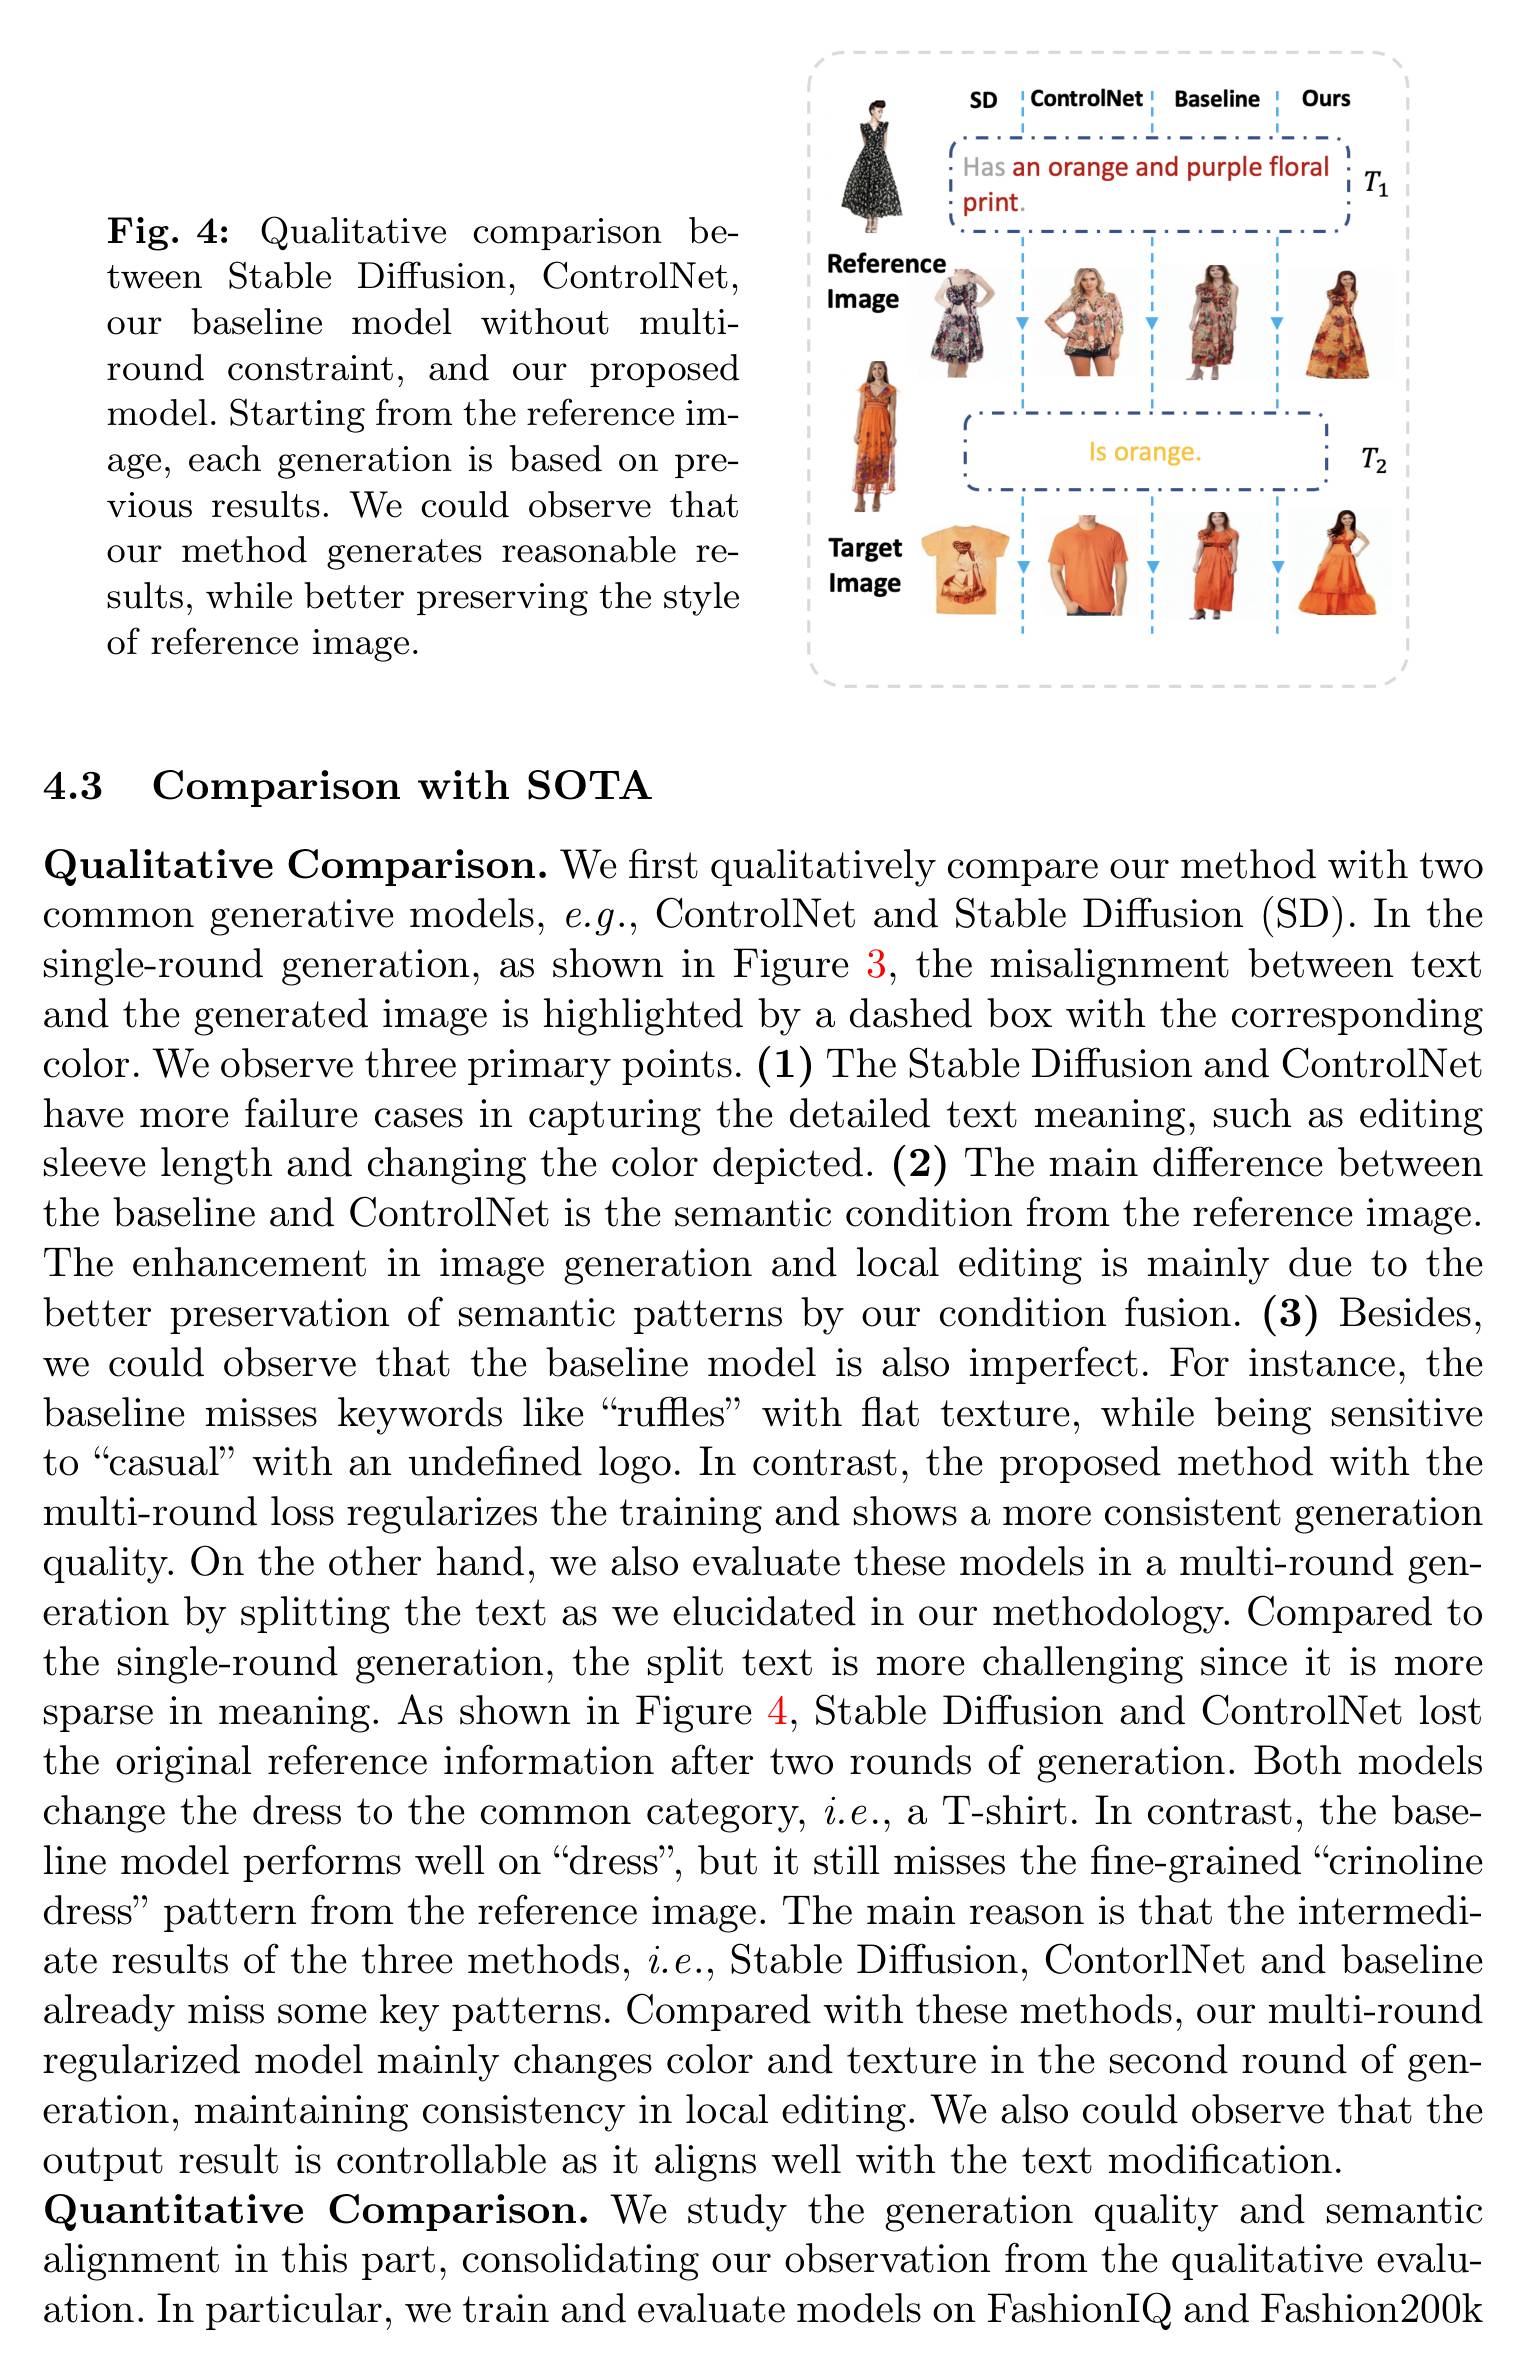 Fig. 4: Qualitative comparison be-
tween Stable Diffusion, ControlNet,
our baseline model without multi-
round constraint, and our proposed
model. Starting from the reference im-
age, each generation is based on pre-
vious results. We could observe that
our method generates reasonable re-
sults, while better preserving the style
of reference image.
SD ControlNet Baseline Ours
Has an orange and purple floral
print.
T1
Reference
Image
Is orange.
T2
Target
Image
4.3 Comparison with SOTA
Qualitative Comparison. We first qualitatively compare our method with two
common generative models, e.g., ControlNet and Stable Diffusion (SD). In the
single-round generation, as shown in Figure 3, the misalignment between text
and the generated image is highlighted by a dashed box with the corresponding
color. We observe three primary points. (1) The Stable Diffusion and ControlNet
have more failure cases in capturing the detailed text meaning, such as editing
sleeve length and changing the color depicted. (2) The main difference between
the baseline and ControlNet is the semantic condition from the reference image.
The enhancement in image generation and local editing is mainly due to the
better preservation of semantic patterns by our condition fusion. (3) Besides,
we could observe that the baseline model is also imperfect. For instance, the
baseline misses keywords like “ruffles” with flat texture, while being sensitive
to “casual” with an undefined logo. In contrast, the proposed method with the
multi-round loss regularizes the training and shows a more consistent generation
quality. On the other hand, we also evaluate these models in a multi-round gen-
eration by splitting the text as we elucidated in our methodology. Compared to
the single-round generation, the split text is more challenging since it is more
sparse in meaning. As shown in Figure 4, Stable Diffusion and ControlNet lost
the original reference information after two rounds of generation. Both models
change the dress to the common category, i.e., a T-shirt. In contrast, the base-
line model performs well on “dress”, but it still misses the fine-grained “crinoline
dress” pattern from the reference image. The main reason is that the intermedi-
ate results of the three methods, i.e., Stable Diffusion, ContorlNet and baseline
already miss some key patterns. Compared with these methods, our multi-round
regularized model mainly changes color and texture in the second round of gen-
eration, maintaining consistency in local editing. We also could observe that the
output result is controllable as it aligns well with the text modification.
Quantitative Comparison. We study the generation quality and semantic
alignment in this part, consolidating our observation from the qualitative evalu-
ation. In particular, we train and evaluate models on FashionIQ and Fashion200k